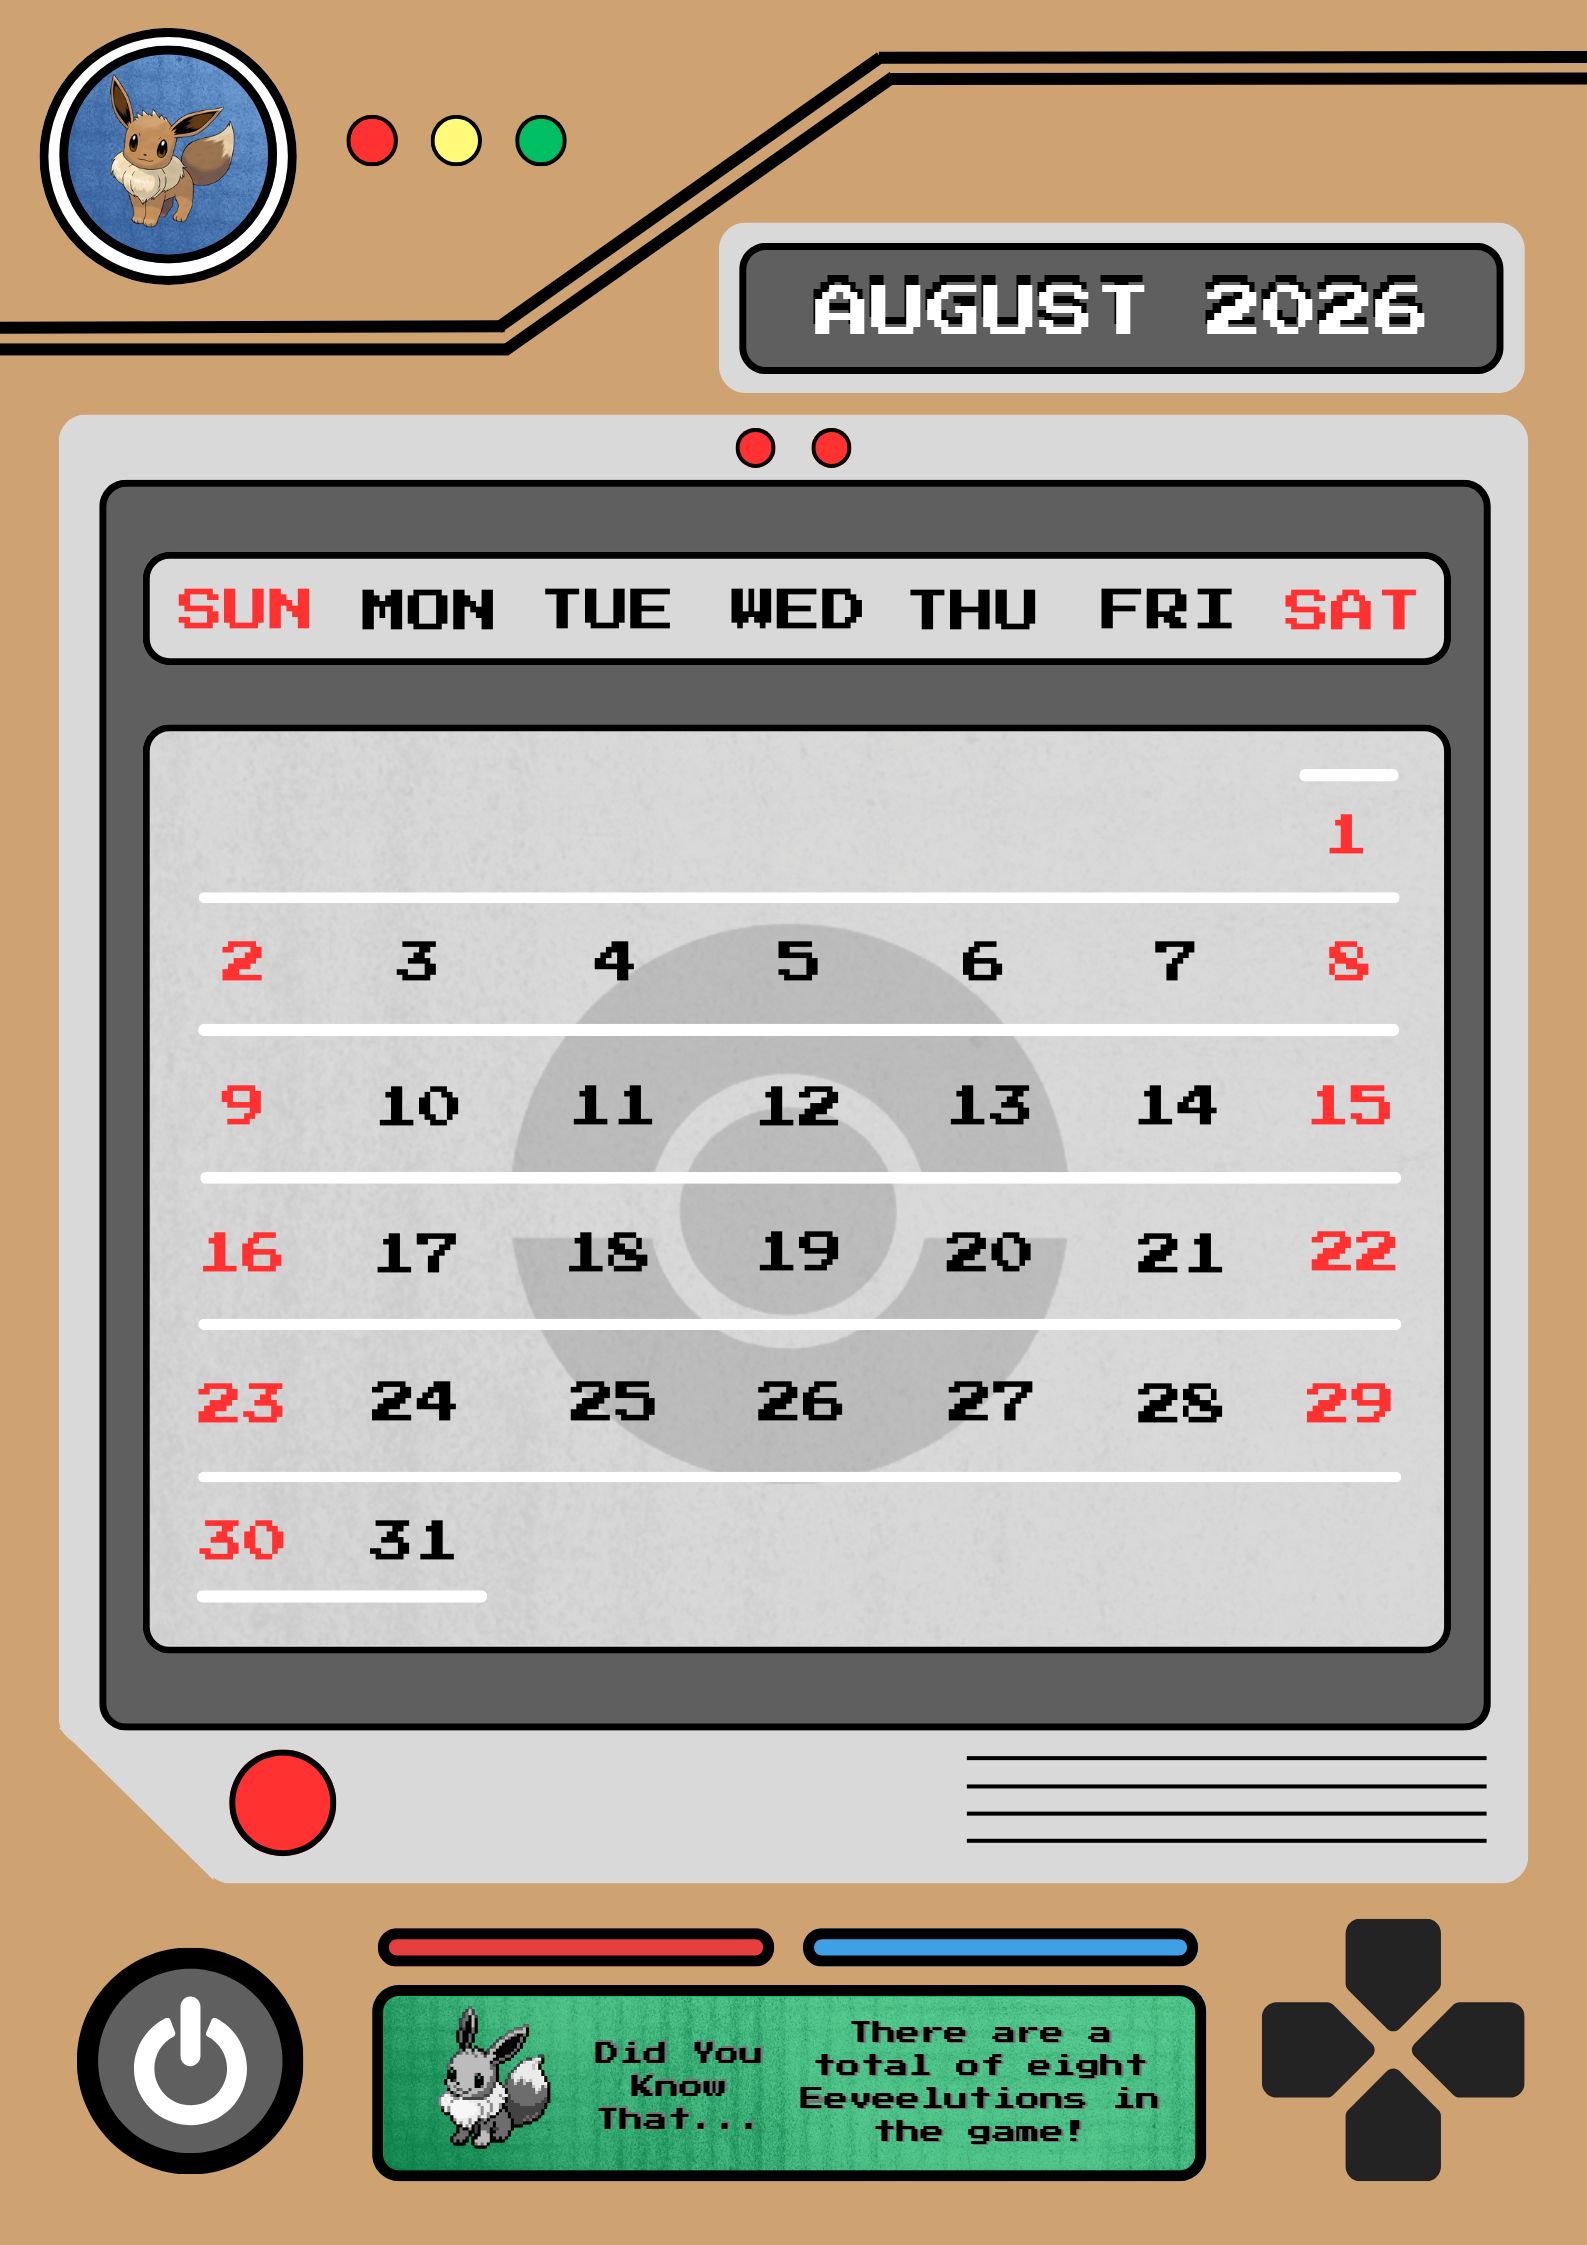 AUGUST 2026
SUN MON TUE WED THU FRI SAT
1
2 3 4 5 6 7 8
9 10 11 12 13 14 15
16 17 18 19 20 21 22
23 24 25 26 27 28 29
30 31
Did You
Know
That...
There are a
total of eight
Eeveelutions in
the game!